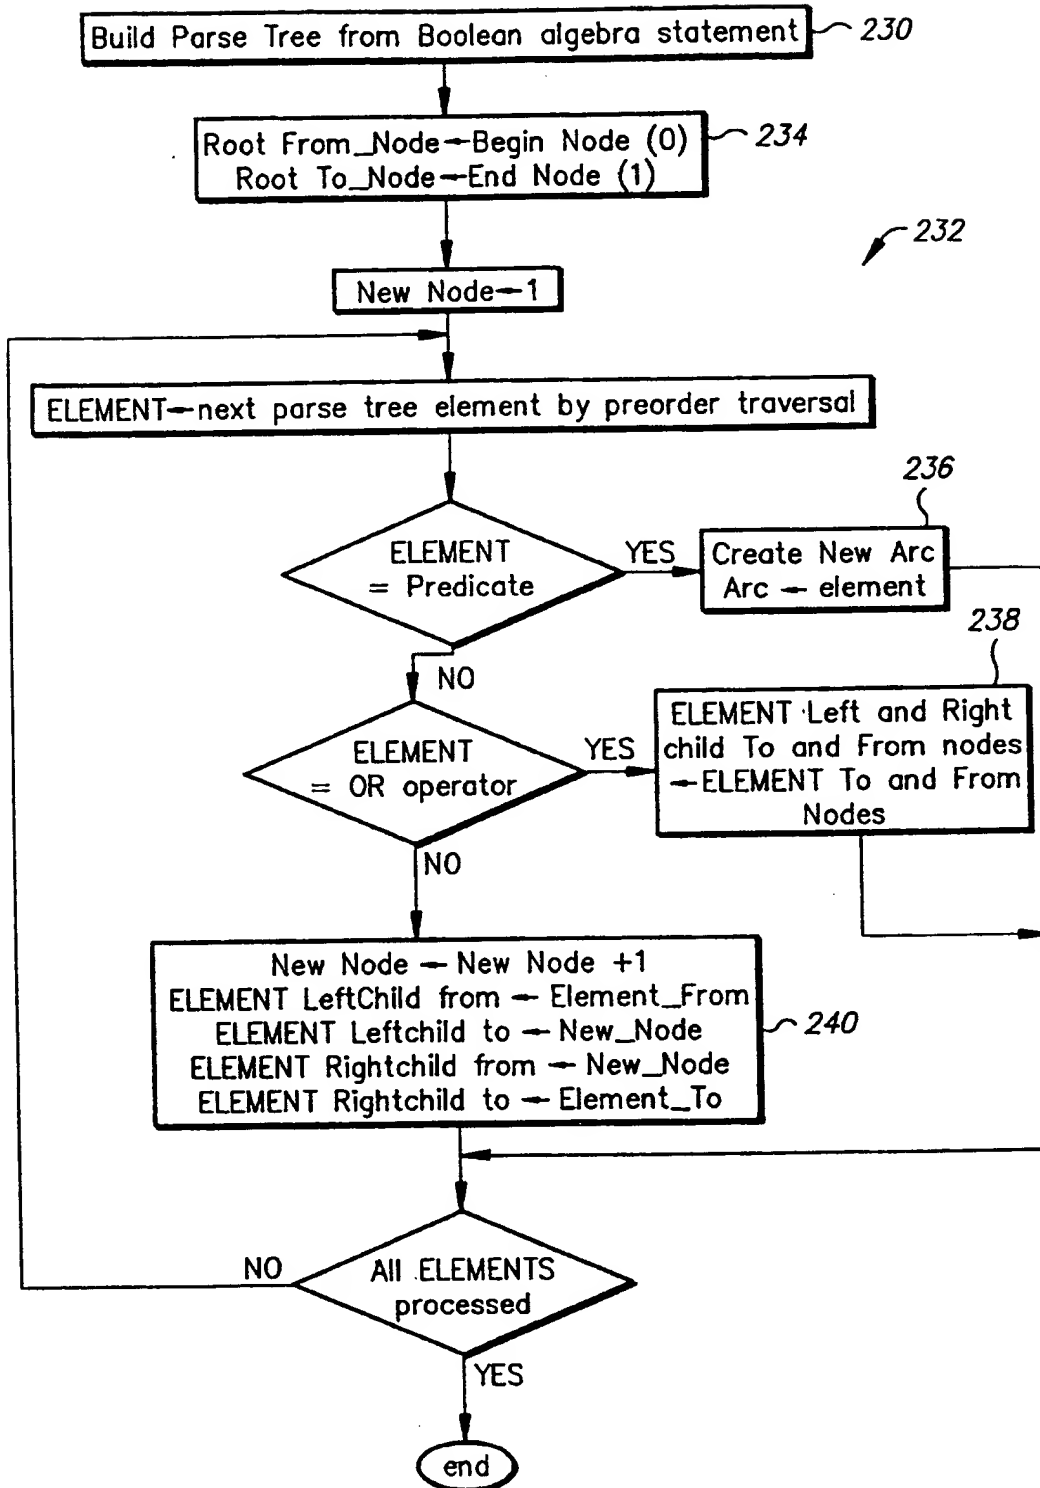 Build Parse Tree from Boolean algebra statement
230
Root From_Node←Begin Node (0)
Root To_Node←End Node (1)
234
232
New Node←1
ELEMENT←next parse tree element by preorder traversal
236
ELEMENT
= Predicate
YES
Create New Arc
Arc ← element
NO
238
ELEMENT
= OR operator
YES
ELEMENT Left and Right
child To and From nodes
←ELEMENT To and From
Nodes
NO
New Node ← New Node +1
ELEMENT LeftChild from ← Element_From
ELEMENT Leftchild to ← New_Node
ELEMENT Rightchild from ← New_Node
ELEMENT Rightchild to ← Element_To
240
NO
All ELEMENTS
processed
YES
end